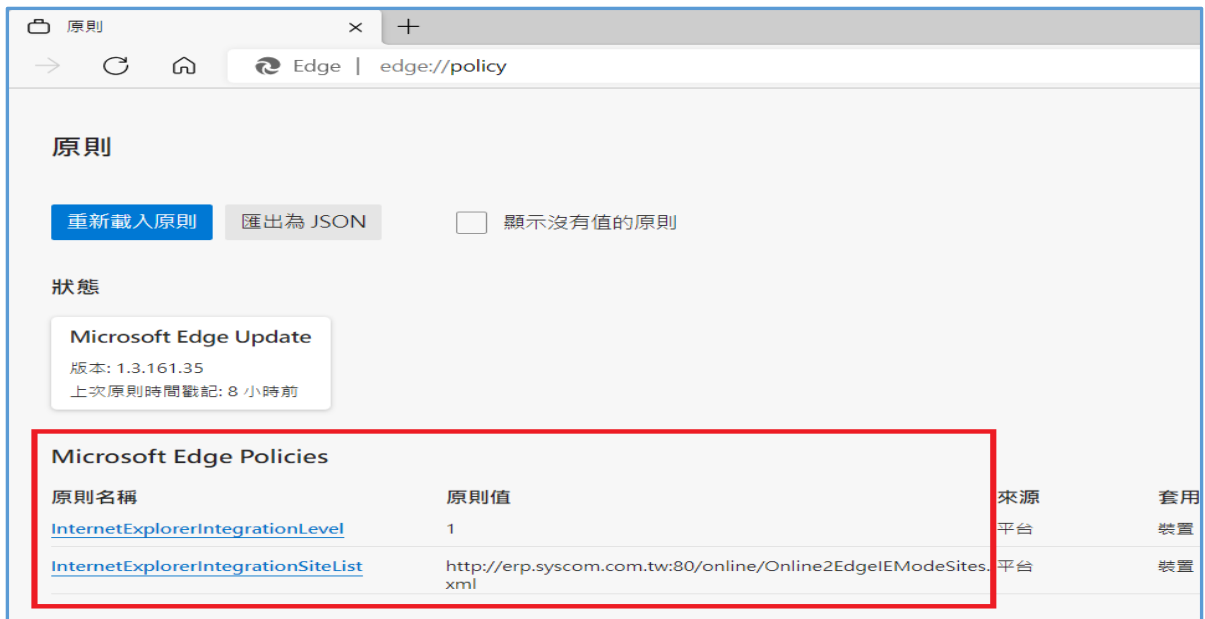 原則
Edge | edge://policy
原則
重新載入原則 匯出為 JSON 顯示沒有值的原則
狀態
Microsoft Edge Update
版本: 1.3.161.35
上次原則時間戳記: 8 小時前
Microsoft Edge Policies
原則名稱 原則值 來源 套用
InternetExplorerIntegrationLevel 1 平台 裝置
InternetExplorerIntegrationSiteList http://erp.syscom.com.tw:80/online/Online2EdgeIEModeSites. 平台 裝置
xml